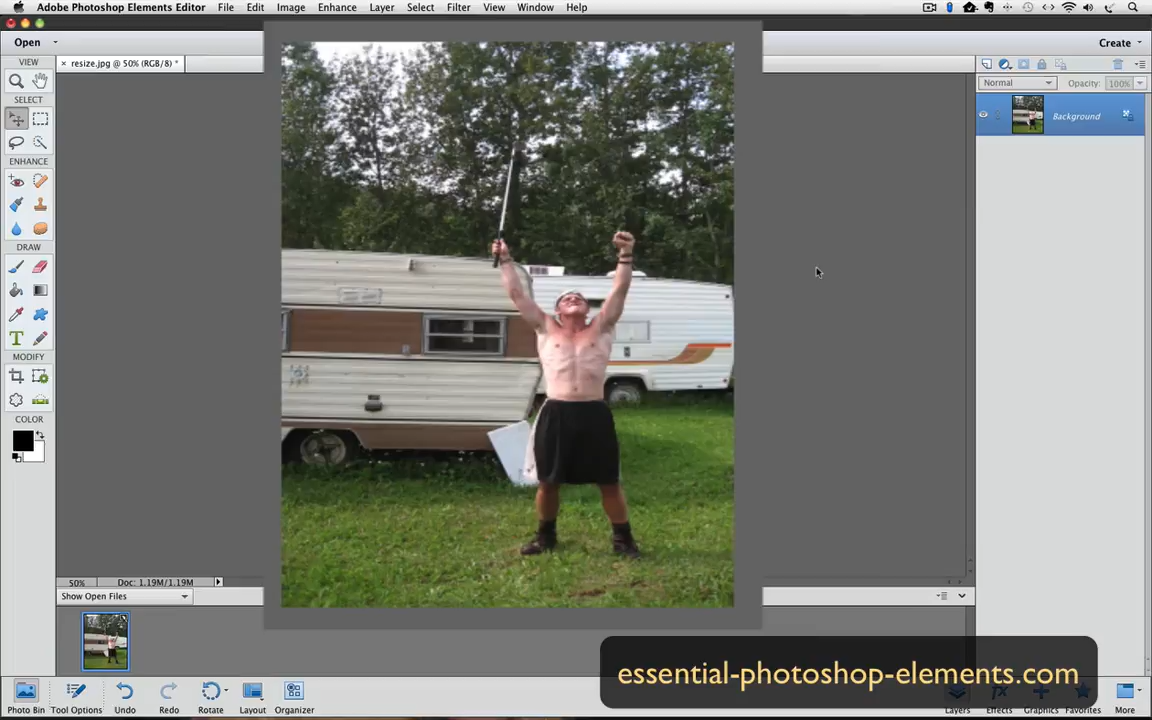 Adobe Photoshop Elements Editor File Edit Image Enhance Layer Select Filter View Window Help
Open Create
VIEW resize.jpg @ 50% (RGB/8) *
Normal Opacity: 100%
SELECT
Background
ENHANCE
DRAW
MODIFY
COLOR
50% Doc: 1.19M/1.19M
Show Open Files
essential-photoshop-elements.com
Photo Bin Tool Options Undo Redo Rotate Layout Organizer Layers Effects Graphics Favorites More